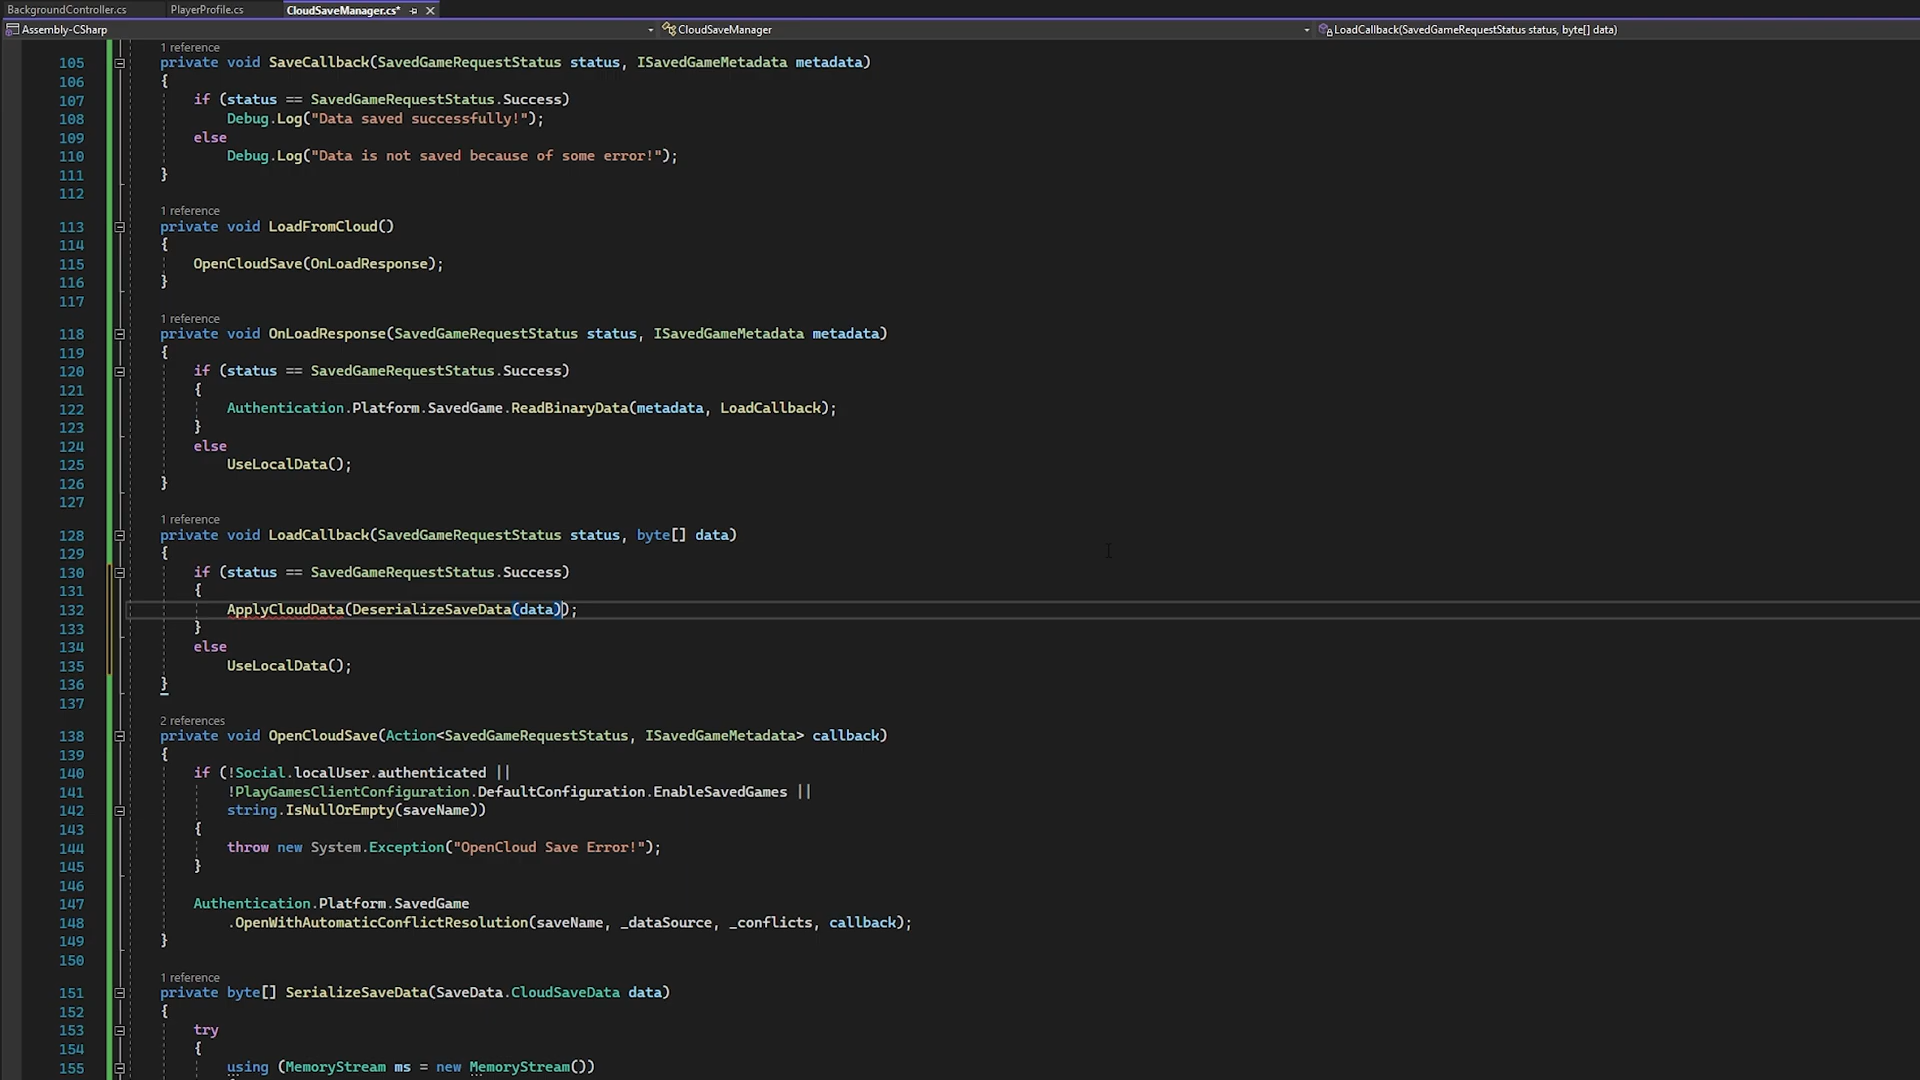 BackgroundController.cs PlayerProfile.cs CloudSaveManager.cs*
Assembly-CSharp CloudSaveManager LoadCallback(SavedGameRequestStatus status, byte[] data)
1 reference
105 private void SaveCallback(SavedGameRequestStatus status, ISavedGameMetadata metadata)
106 {
107 if (status == SavedGameRequestStatus.Success)
108 Debug.Log("Data saved successfully!");
109 else
110 Debug.Log("Data is not saved because of some error!");
111 }
112
1 reference
113 private void LoadFromCloud()
114 {
115 OpenCloudSave(OnLoadResponse);
116 }
117
1 reference
118 private void OnLoadResponse(SavedGameRequestStatus status, ISavedGameMetadata metadata)
119 {
120 if (status == SavedGameRequestStatus.Success)
121 {
122 Authentication.Platform.SavedGame.ReadBinaryData(metadata, LoadCallback);
123 }
124 else
125 UseLocalData();
126 }
127
1 reference
128 private void LoadCallback(SavedGameRequestStatus status, byte[] data)
129 {
130 if (status == SavedGameRequestStatus.Success)
131 {
132 ApplyCloudData(DeserializeSaveData(data));
133 }
134 else
135 UseLocalData();
136 }
137
2 references
138 private void OpenCloudSave(Action<SavedGameRequestStatus, ISavedGameMetadata> callback)
139 {
140 if (!Social.localUser.authenticated ||
141 !PlayGamesClientConfiguration.DefaultConfiguration.EnableSavedGames ||
142 string.IsNullOrEmpty(saveName))
143 {
144 throw new System.Exception("OpenCloud Save Error!");
145 }
146
147 Authentication.Platform.SavedGame
148 .OpenWithAutomaticConflictResolution(saveName, _dataSource, _conflicts, callback);
149 }
150
1 reference
151 private byte[] SerializeSaveData(SaveData.CloudSaveData data)
152 {
153 try
154 {
155 using (MemoryStream ms = new MemoryStream())